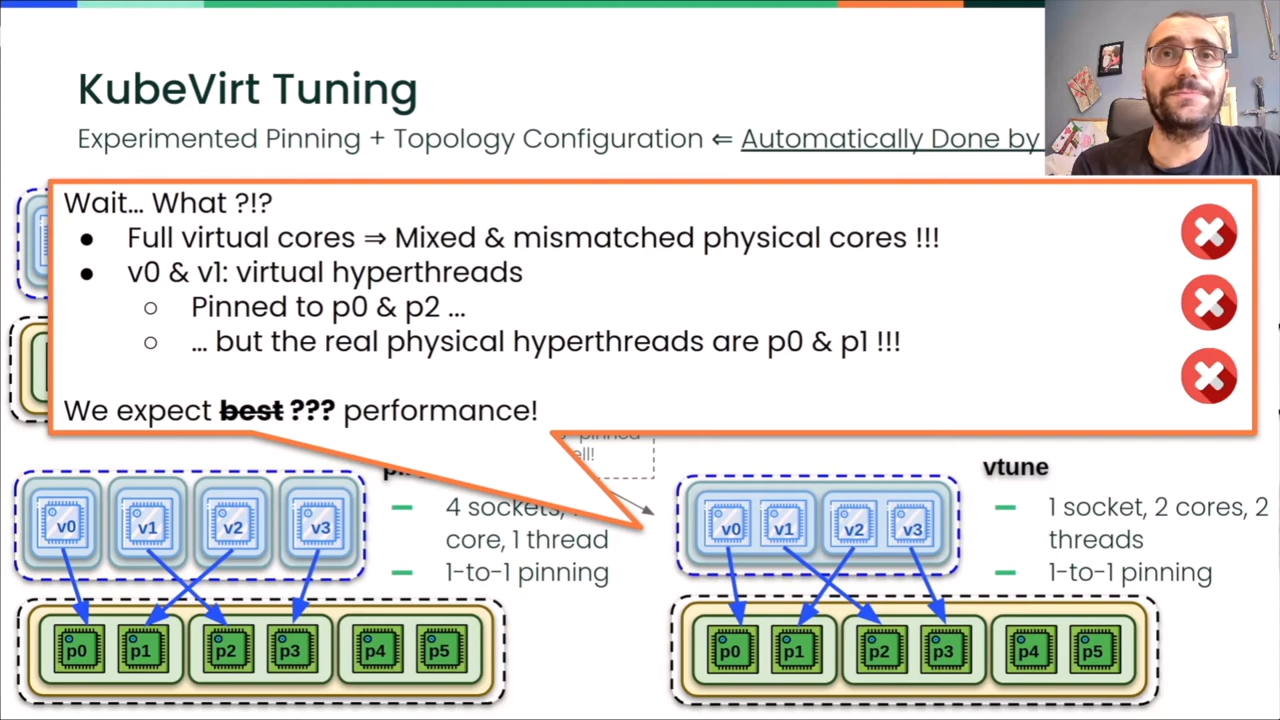 KubeVirt Tuning
Experimented Pinning + Topology Configuration ⇐ Automatically Done by
Wait... What ?!?
● Full virtual cores ⇒ Mixed & mismatched physical cores !!!
● v0 & v1: virtual hyperthreads
○ Pinned to p0 & p2 ...
○ ... but the real physical hyperthreads are p0 & p1 !!!
We expect best ??? performance!
pinned
ell!
v0 v1 v2 v3
4 sockets,
core, 1 thread
1-to-1 pinning
p0 p1 p2 p3 p4 p5
vtune
v0 v1 v2 v3
1 socket, 2 cores, 2
threads
1-to-1 pinning
p0 p1 p2 p3 p4 p5